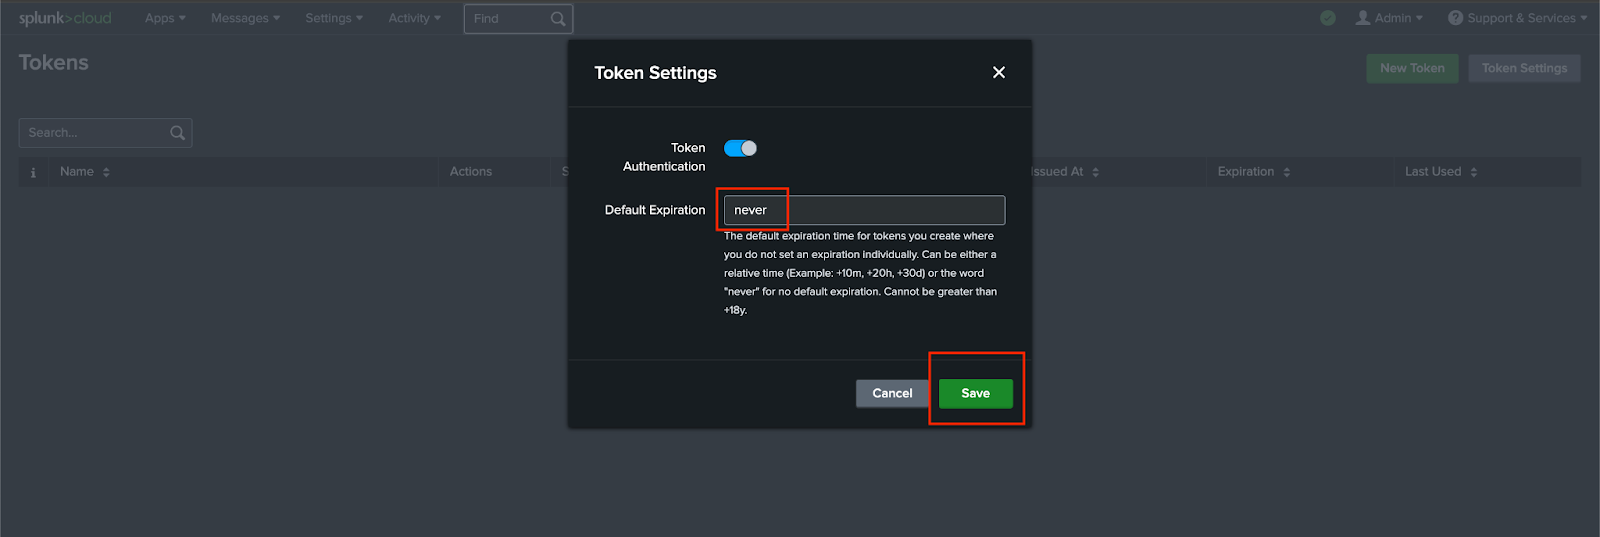 splunk>cloud Apps Messages Settings Activity Find Admin Support & Services
Tokens
New Token Token Settings
Search...
i Name Actions S Issued At Expiration Last Used
Token Settings
Token
Authentication
Default Expiration never
The default expiration time for tokens you create where
you do not set an expiration individually. Can be either a
relative time (Example: +10m, +20h, +30d) or the word
"never" for no default expiration. Cannot be greater than
+18y.
Cancel Save